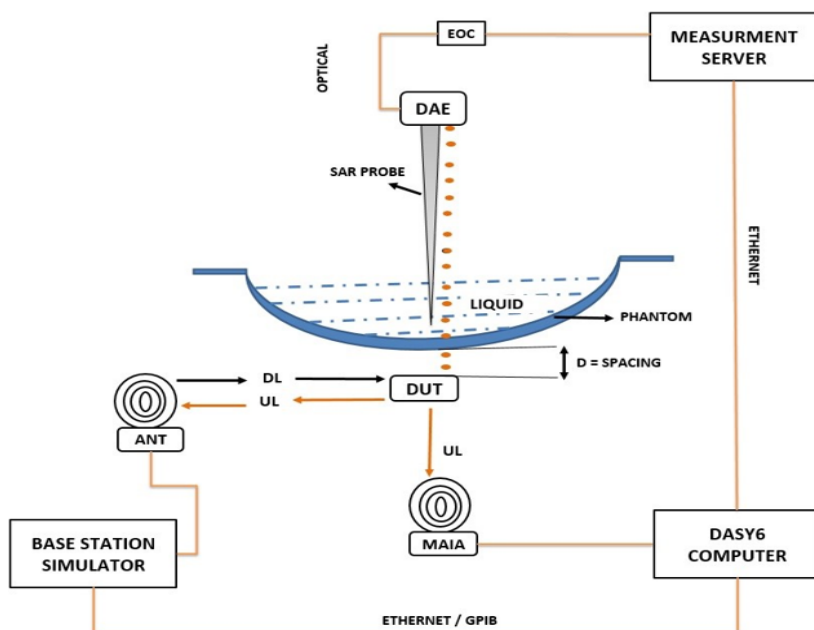 EOC
MEASURMENT
SERVER
OPTICAL
DAE
SAR PROBE
ETHERNET
LIQUID
PHANTOM
D = SPACING
DL
DUT
UL
ANT
UL
MAIA
BASE STATION
SIMULATOR
DASY6
COMPUTER
ETHERNET / GPIB